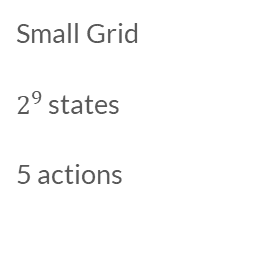 Small Grid
2⁹ states
5 actions